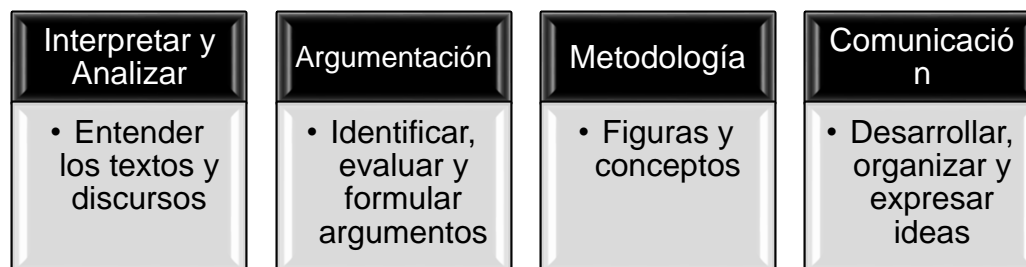 Interpretar y
Analizar
• Entender
los textos y
discursos
Argumentación
• Identificar,
evaluar y
formular
argumentos
Metodología
• Figuras y
conceptos
Comunicació
n
• Desarrollar,
organizar y
expresar
ideas